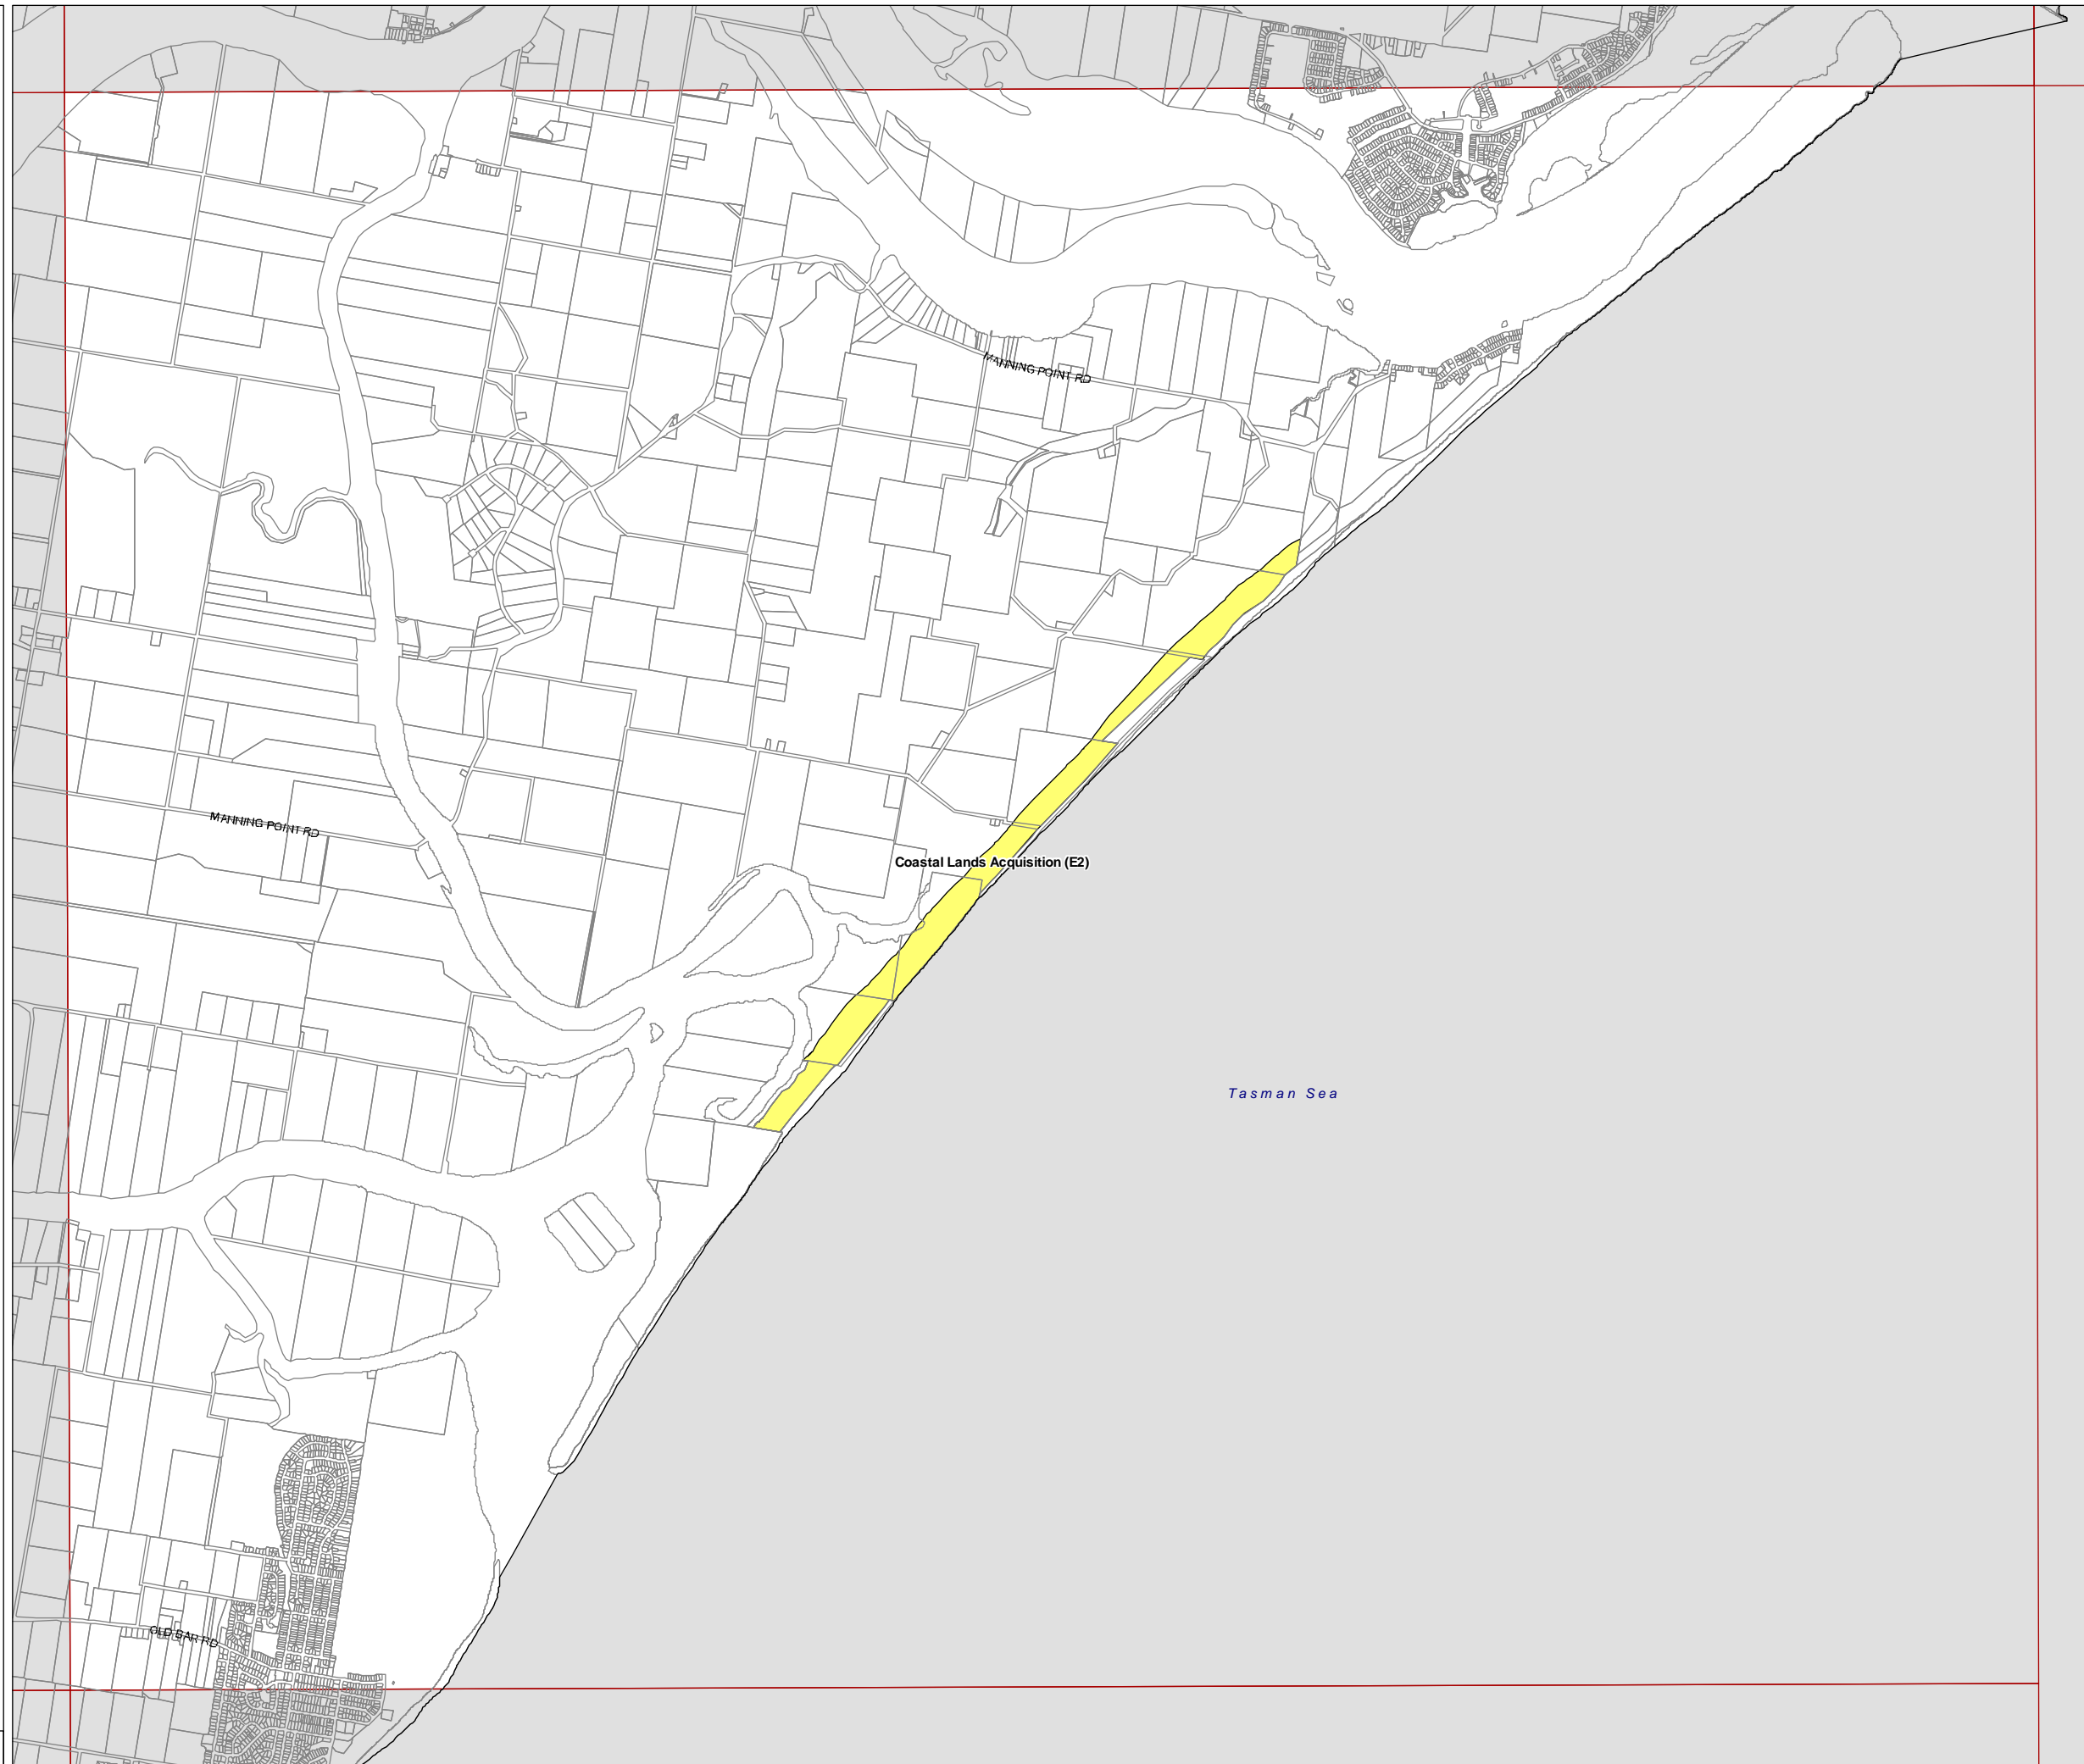 MANNING POINT RD
MANNING POINT RD
Coastal Lands Acquisition (E2)
Tasman Sea
OLD BAR RD